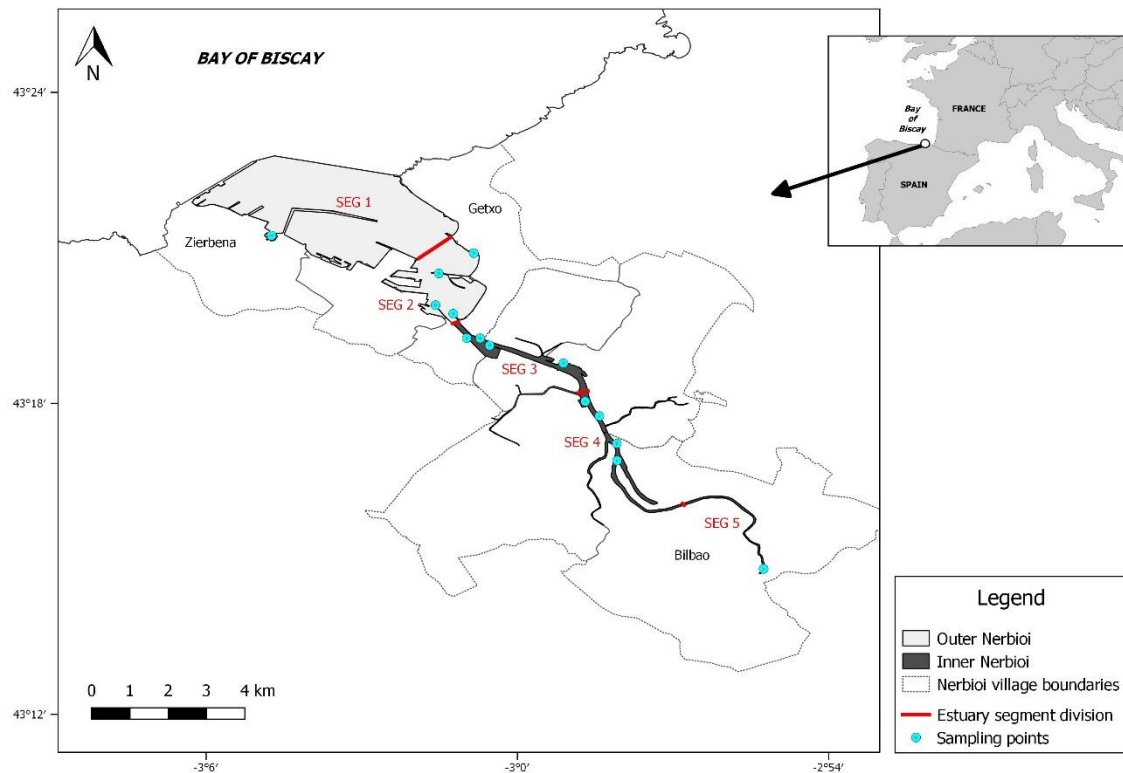 BAY OF BISCAY
N
43°24'
43°18'
43°12'
-3°6'
-3°0'
-2°54'
SEG 1
Getxo
Zierbena
SEG 2
SEG 3
SEG 4
SEG 5
Bilbao
0 1 2 3 4 km
Bay
of
Biscay
FRANCE
SPAIN
Legend
Outer Nerbioi
Inner Nerbioi
Nerbioi village boundaries
Estuary segment division
Sampling points